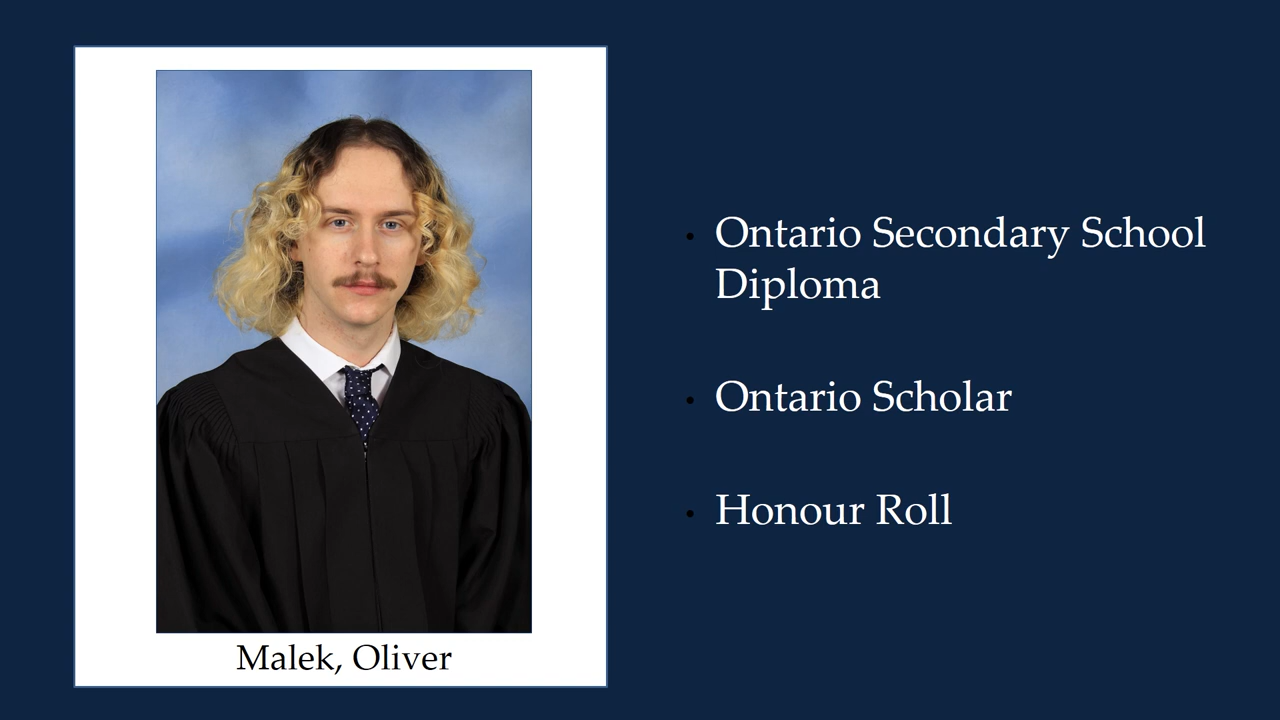 Ontario Secondary School
Diploma
Ontario Scholar
Honour Roll
Malek, Oliver